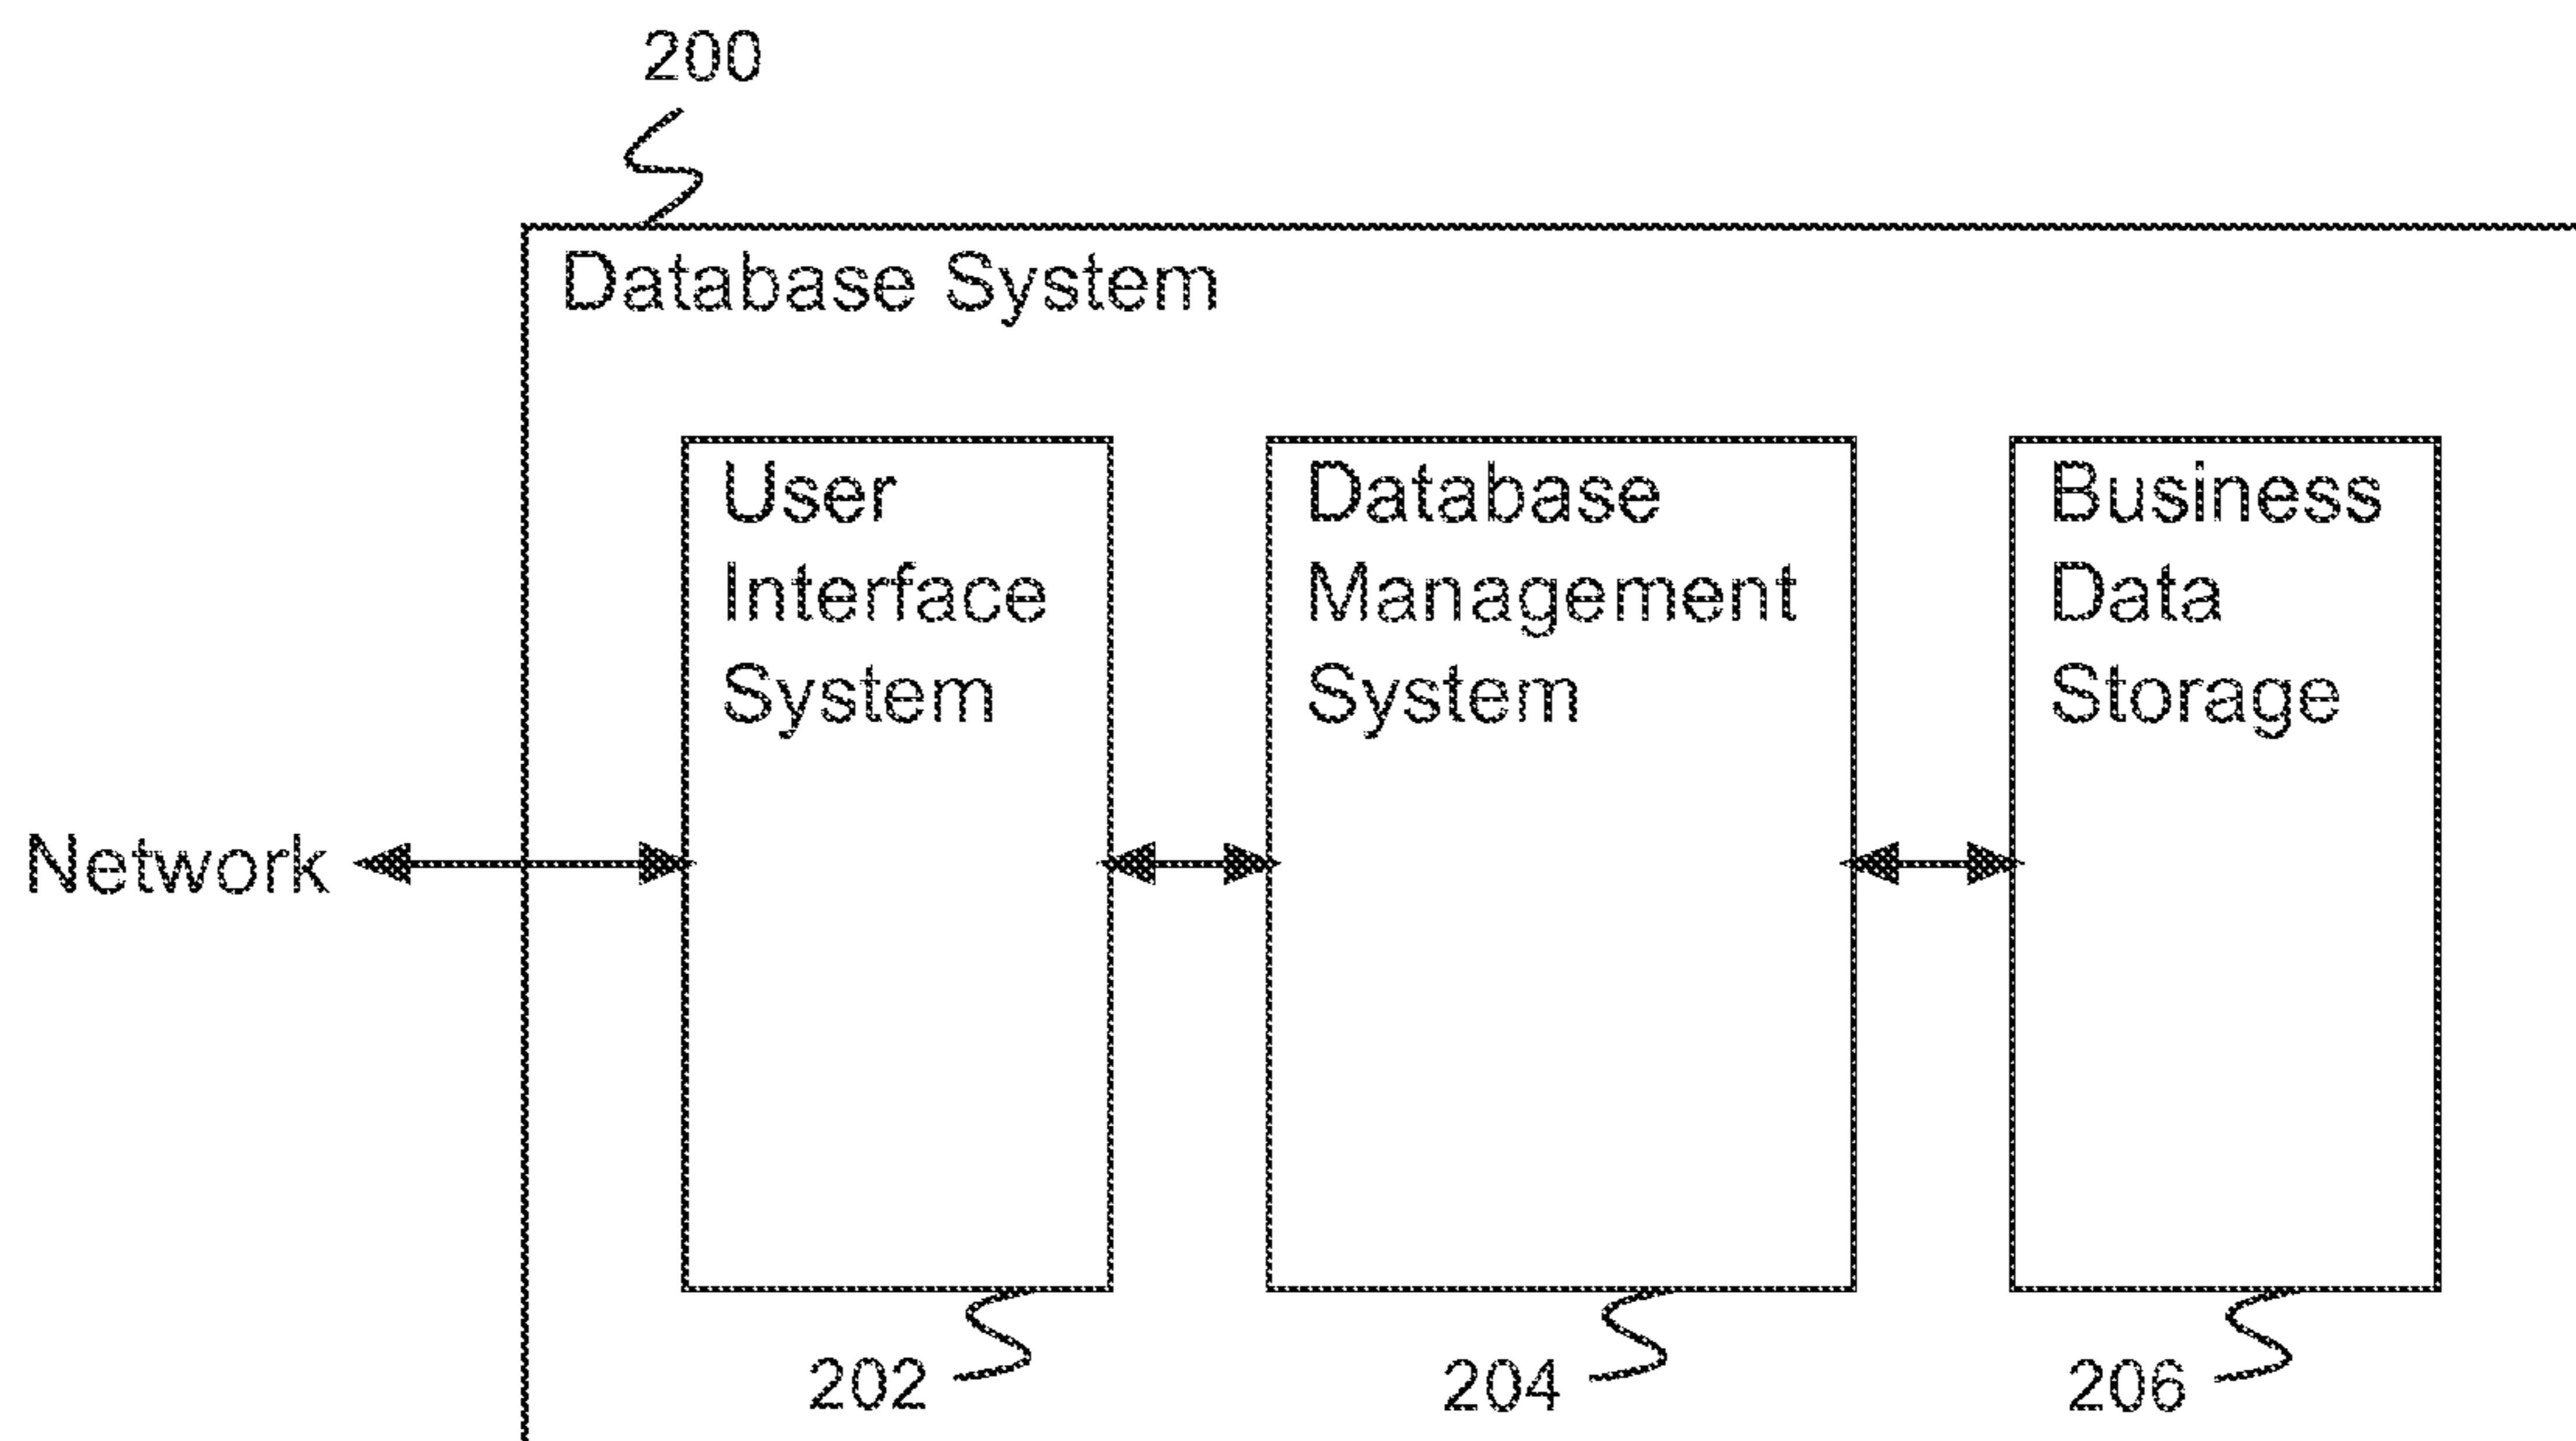 200
Database System
User
Interface
System
Database
Management
System
Business
Data
Storage
Network
202
204
206